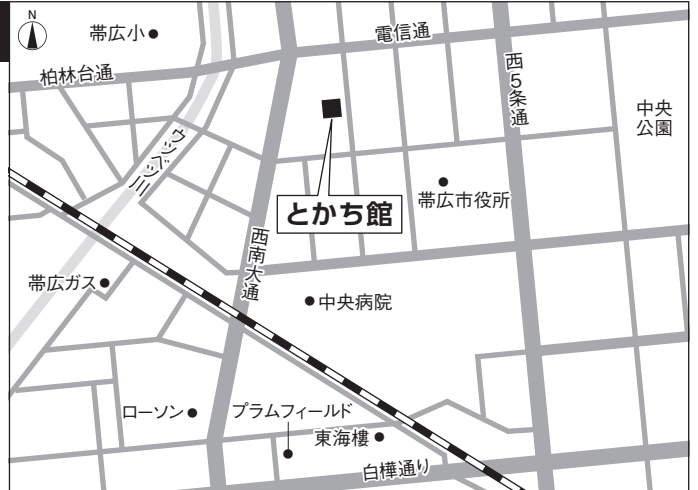 N
帯広小
電信通
柏林台通
西5条通
中央
公園
ウツベツ川
とかち館
帯広市役所
西南大通
帯広ガス
中央病院
ローソン
プラムフィールド
東海樓
白樺通り